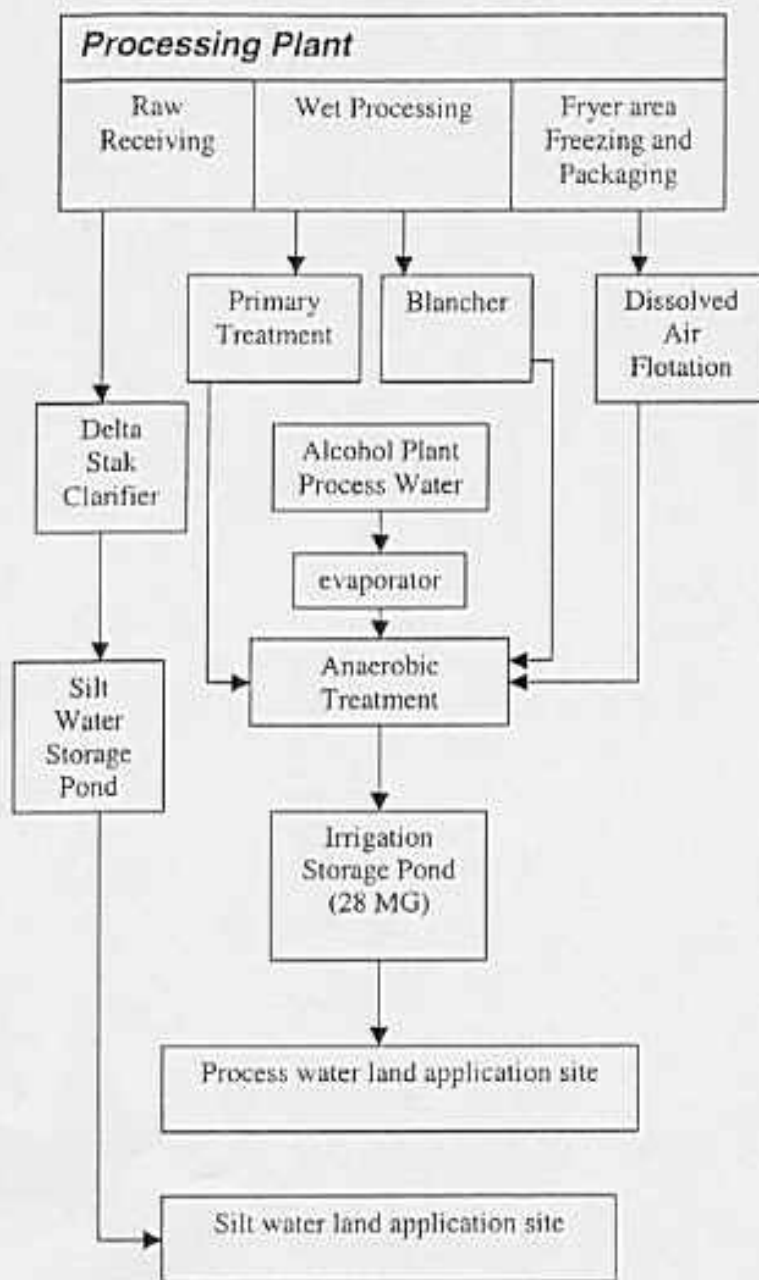 Processing Plant
Raw
Receiving
Wet Processing
Fryer area
Freezing and
Packaging
Primary
Treatment
Blancher
Dissolved
Air
Flotation
Delta
Stak
Clarifier
Alcohol Plant
Process Water
evaporator
Anaerobic
Treatment
Silt
Water
Storage
Pond
Irrigation
Storage Pond
(28 MG)
Process water land application site
Silt water land application site